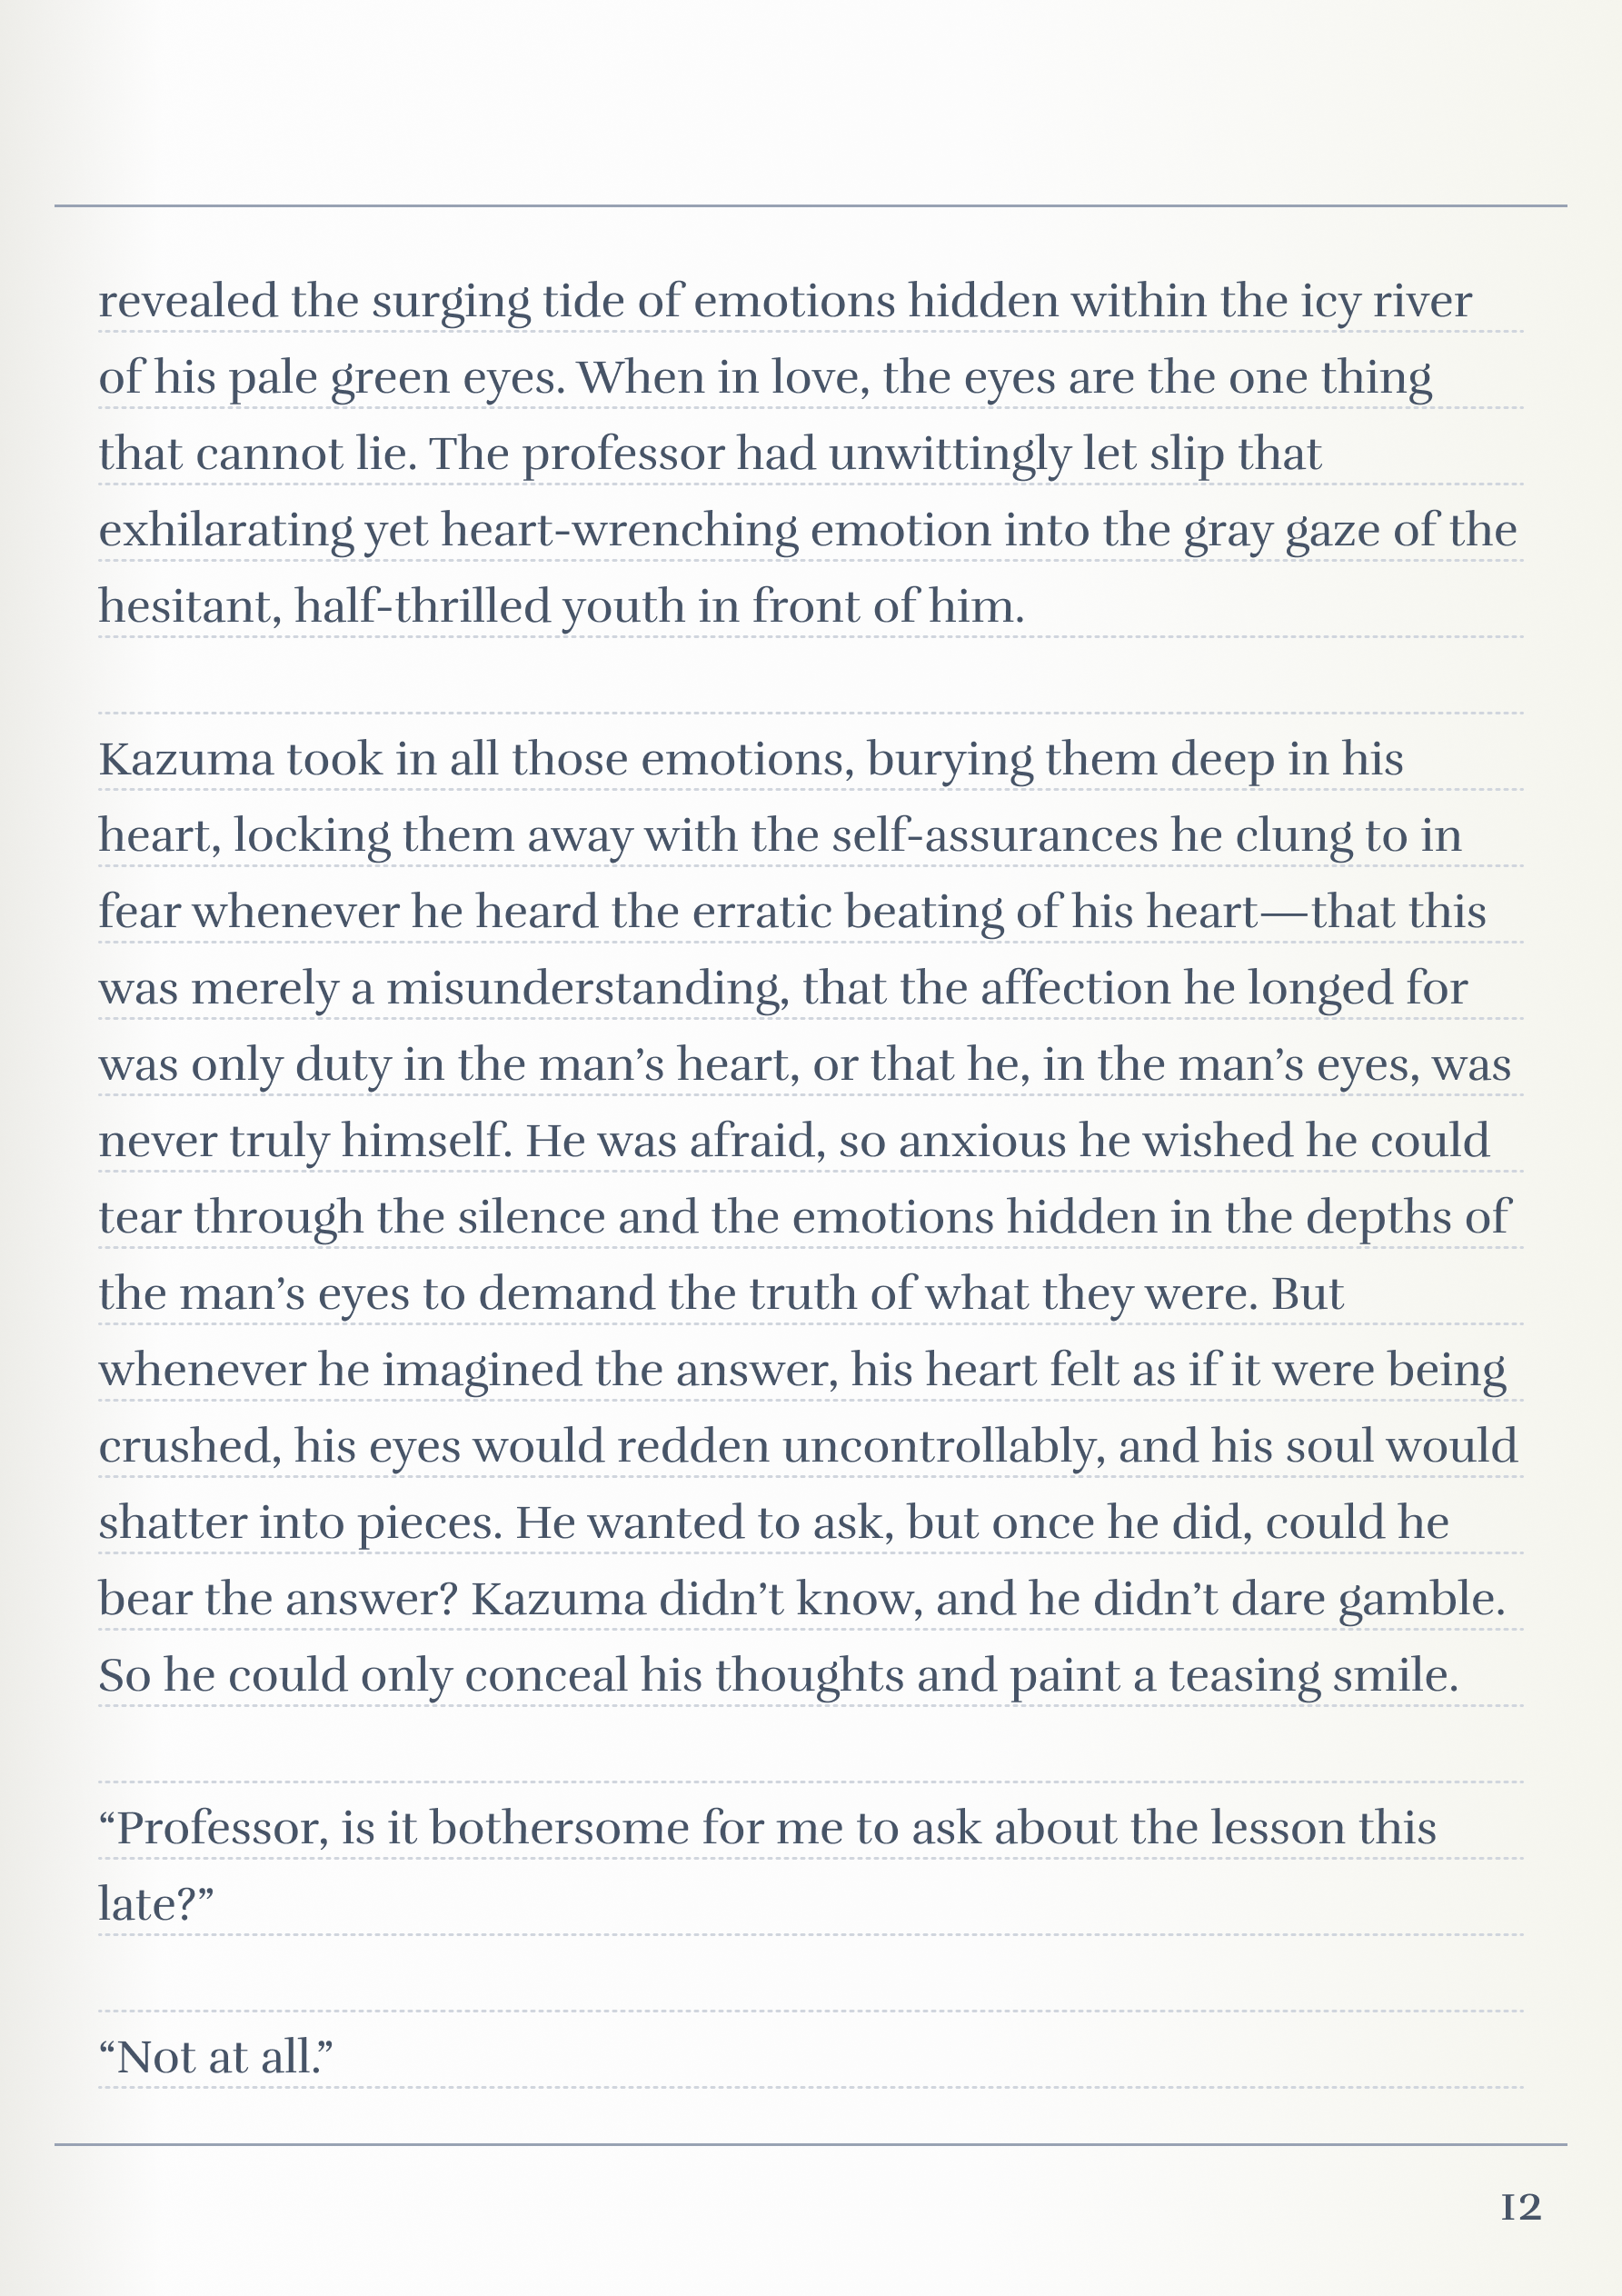 revealed the surging tide of emotions hidden within the icy river
of his pale green eyes. When in love, the eyes are the one thing
that cannot lie. The professor had unwittingly let slip that
exhilarating yet heart-wrenching emotion into the gray gaze of the
hesitant, half-thrilled youth in front of him.
Kazuma took in all those emotions, burying them deep in his
heart, locking them away with the self-assurances he clung to in
fear whenever he heard the erratic beating of his heart—that this
was merely a misunderstanding, that the affection he longed for
was only duty in the man’s heart, or that he, in the man’s eyes, was
never truly himself. He was afraid, so anxious he wished he could
tear through the silence and the emotions hidden in the depths of
the man’s eyes to demand the truth of what they were. But
whenever he imagined the answer, his heart felt as if it were being
crushed, his eyes would redden uncontrollably, and his soul would
shatter into pieces. He wanted to ask, but once he did, could he
bear the answer? Kazuma didn’t know, and he didn’t dare gamble.
So he could only conceal his thoughts and paint a teasing smile.
“Professor, is it bothersome for me to ask about the lesson this
late?”
“Not at all.”
12